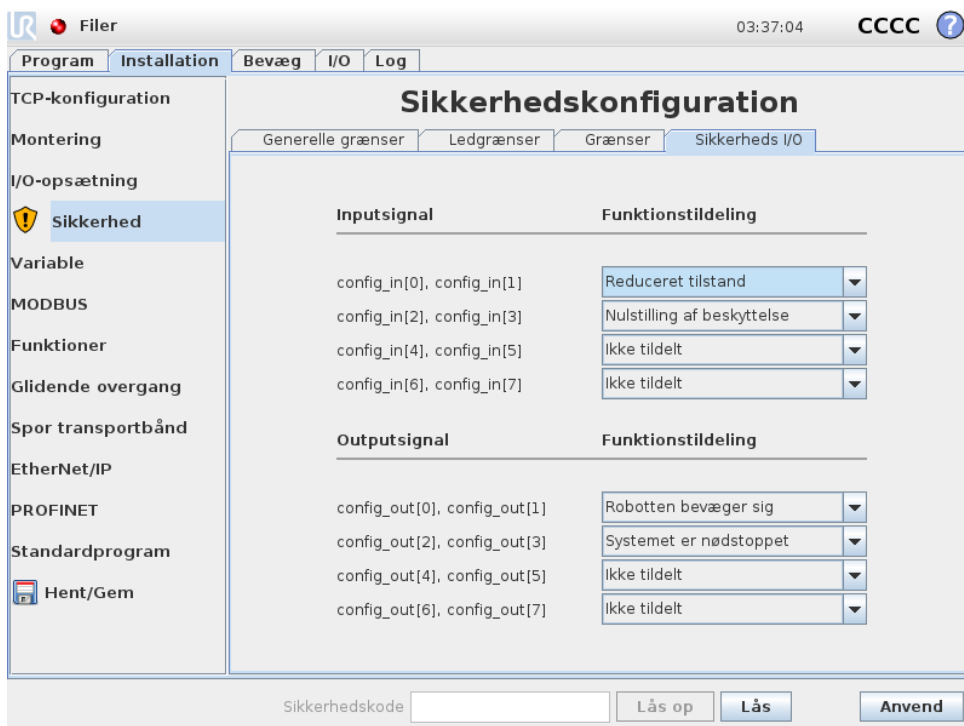 UR Filer 03:37:04 CCCC ?
Program Installation Bevæg I/O Log
TCP-konfiguration
Montering
I/O-opsætning
Sikkerhed
Variable
MODBUS
Funktioner
Glidende overgang
Spor transportbånd
EtherNet/IP
PROFINET
Standardprogram
Hent/Gem
Sikkerhedskonfiguration
Generelle grænser Ledgrænser Grænser Sikkerheds I/O
Inputsignal Funktionstildeling
config_in[0], config_in[1] Reduceret tilstand
config_in[2], config_in[3] Nulstilling af beskyttelse
config_in[4], config_in[5] Ikke tildelt
config_in[6], config_in[7] Ikke tildelt
Outputsignal Funktionstildeling
config_out[0], config_out[1] Robotten bevæger sig
config_out[2], config_out[3] Systemet er nødstoppet
config_out[4], config_out[5] Ikke tildelt
config_out[6], config_out[7] Ikke tildelt
Sikkerhedskode Lås op Lås Anvend